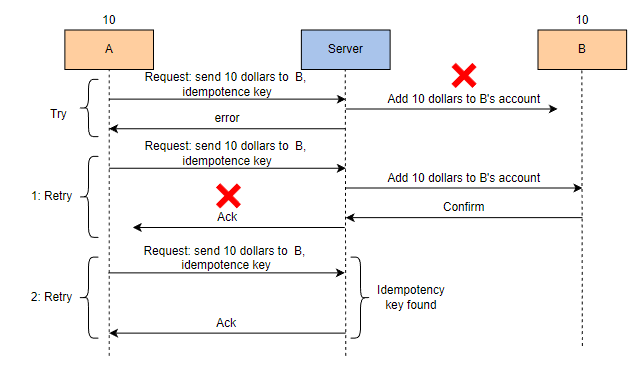 10
10
A
Server
B
Request: send 10 dollars to B,
idempotence key
Add 10 dollars to B's account
Try
error
Request: send 10 dollars to B,
idempotence key
Add 10 dollars to B's account
1: Retry
Confirm
Ack
Request: send 10 dollars to B,
idempotence key
2: Retry
Idempotency
key found
Ack